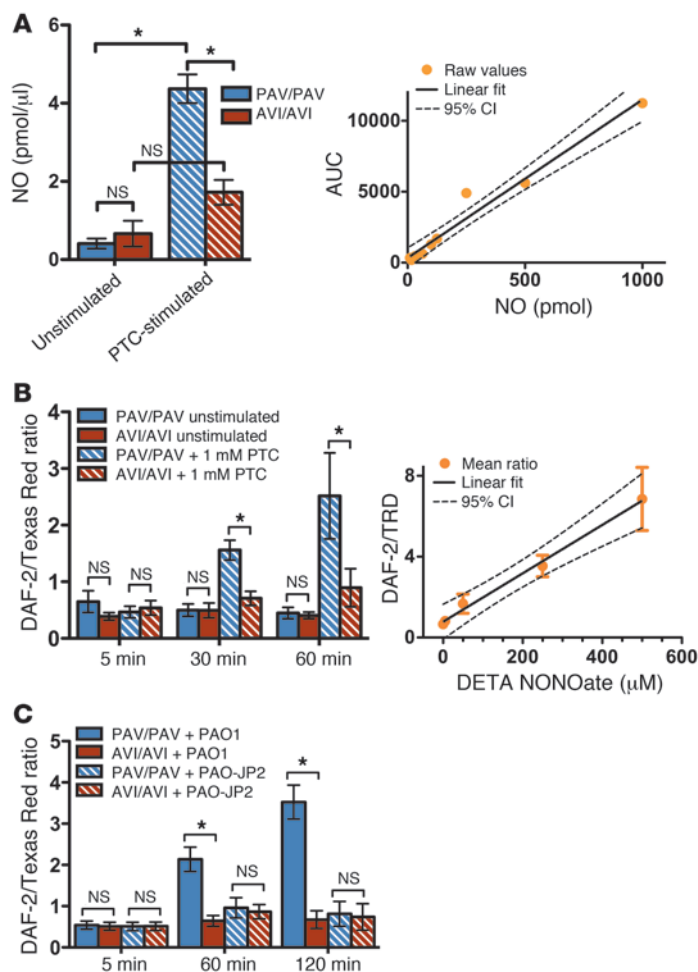 A
NO (pmol/µl)
6
4
2
0
*
*
NS
NS
PAV/PAV
AVI/AVI
Unstimulated
PTC-stimulated
AUC
10000
5000
0
Raw values
Linear fit
95% CI
0
500
1000
NO (pmol)
B
DAF-2/Texas Red ratio
4
3
2
1
0
PAV/PAV unstimulated
AVI/AVI unstimulated
PAV/PAV + 1 mM PTC
AVI/AVI + 1 mM PTC
NS
NS
NS
*
NS
*
5 min
30 min
60 min
DAF-2/TRD
8
4
0
Mean ratio
Linear fit
95% CI
0
200
400
600
DETA NONOate (µM)
C
DAF-2/Texas Red ratio
5
4
3
2
1
0
PAV/PAV + PAO1
AVI/AVI + PAO1
PAV/PAV + PAO-JP2
AVI/AVI + PAO-JP2
NS
NS
*
NS
*
NS
5 min
60 min
120 min